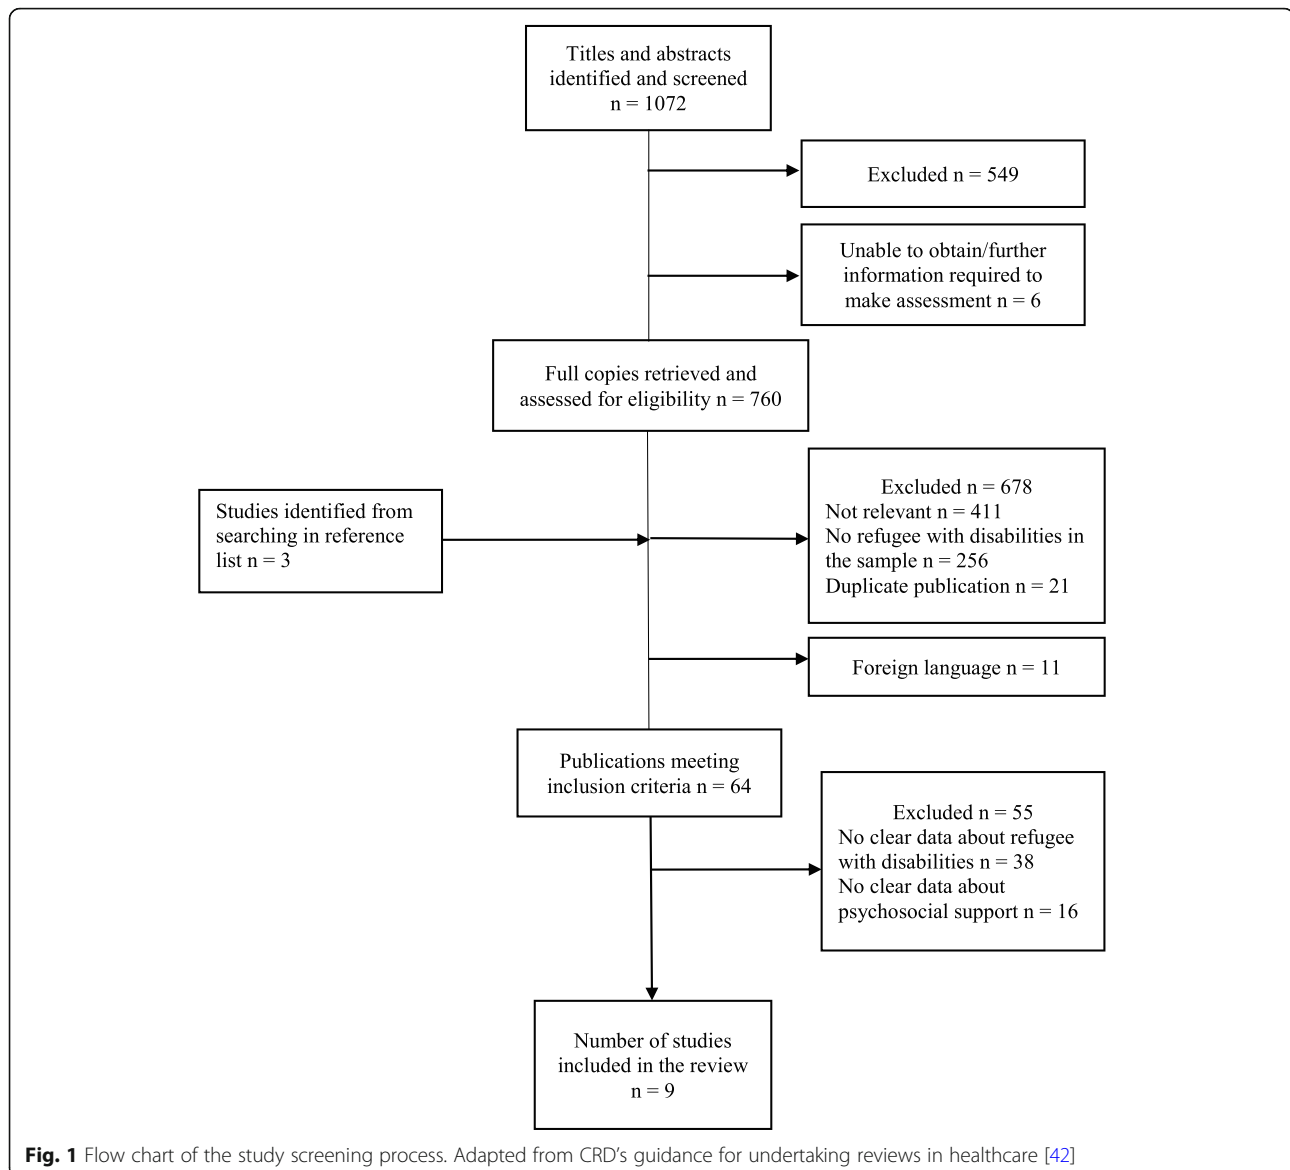 Titles and abstracts
identified and screened
n = 1072
Excluded n = 549
Unable to obtain/further
information required to
make assessment n = 6
Full copies retrieved and
assessed for eligibility n = 760
Studies identified from
searching in reference
list n = 3
Excluded n = 678
Not relevant n = 411
No refugee with disabilities in
the sample n = 256
Duplicate publication n = 21
Foreign language n = 11
Publications meeting
inclusion criteria n = 64
Excluded n = 55
No clear data about refugee
with disabilities n = 38
No clear data about
psychosocial support n = 16
Number of studies
included in the review
n = 9
Fig. 1 Flow chart of the study screening process. Adapted from CRD's guidance for undertaking reviews in healthcare [42]